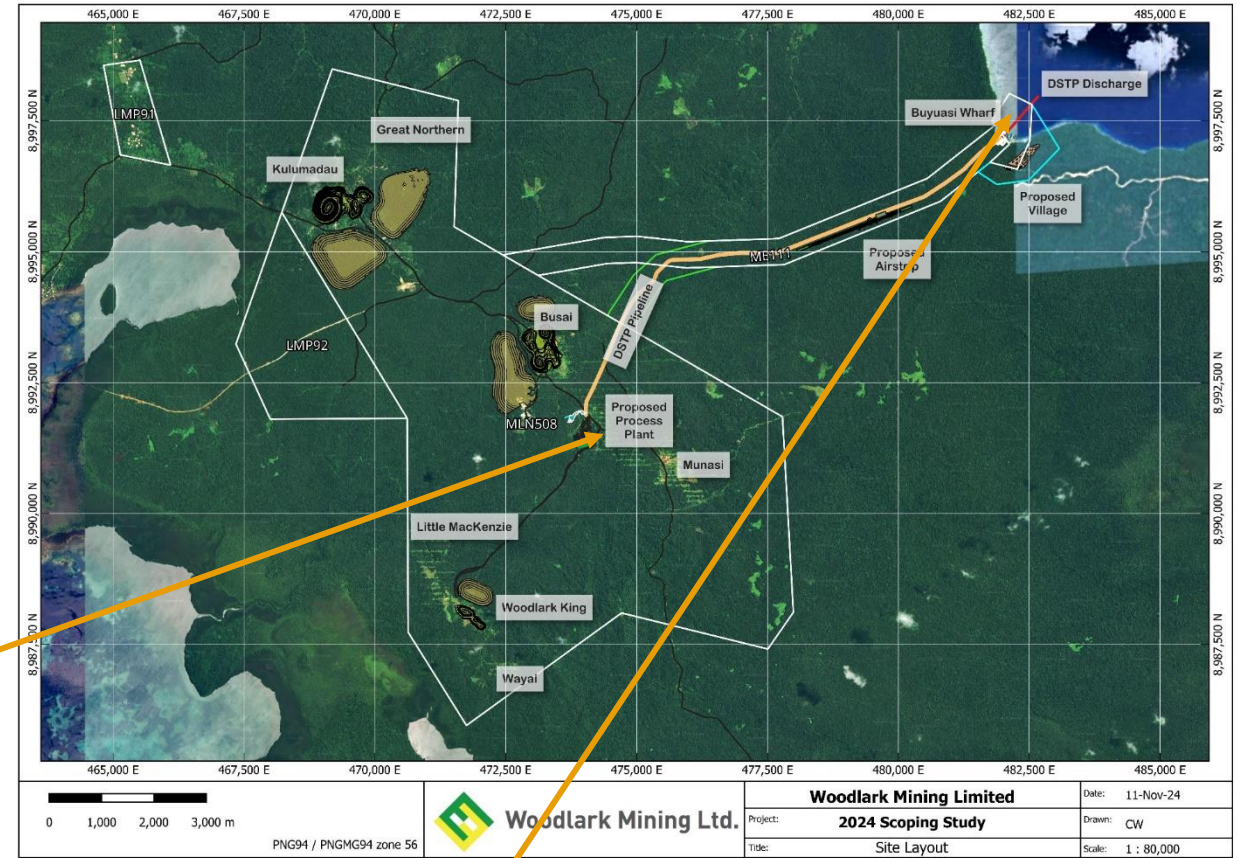 465,000 E 467,500 E 470,000 E 472,500 E 475,000 E 477,500 E 480,000 E 482,500 E 485,000 E
DSTP Discharge
Buyuasi Wharf
8,997,500 N
8,997,500 N
LMP91
Great Northern
Kulumadau
Proposed
Village
8,995,000 N
8,995,000 N
ME111
Proposed
Airstrip
DSTP Pipeline
Busai
LMP92
8,992,500 N
8,992,500 N
Proposed
Process
Plant
MLN508
Munasi
8,990,000 N
8,990,000 N
Little MacKenzie
Woodlark King
8,987,500 N
8,987,500 N
Wayai
465,000 E 467,500 E 470,000 E 472,500 E 475,000 E 477,500 E 480,000 E 482,500 E 485,000 E
0 1,000 2,000 3,000 m
PNG94 / PNGMG94 zone 56
Woodlark Mining Ltd.
Woodlark Mining Limited
Project: 2024 Scoping Study
Title: Site Layout
Date: 11-Nov-24
Drawn: CW
Scale: 1 : 80,000